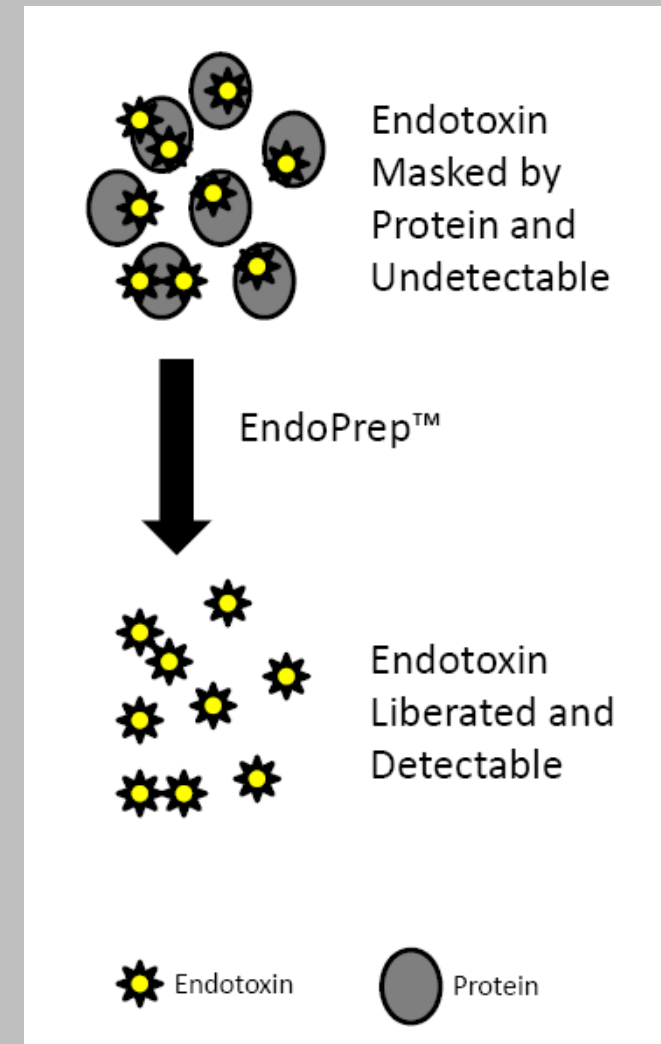 Endotoxin
Masked by
Protein and
Undetectable
EndoPrep™
Endotoxin
Liberated and
Detectable
Endotoxin
Protein